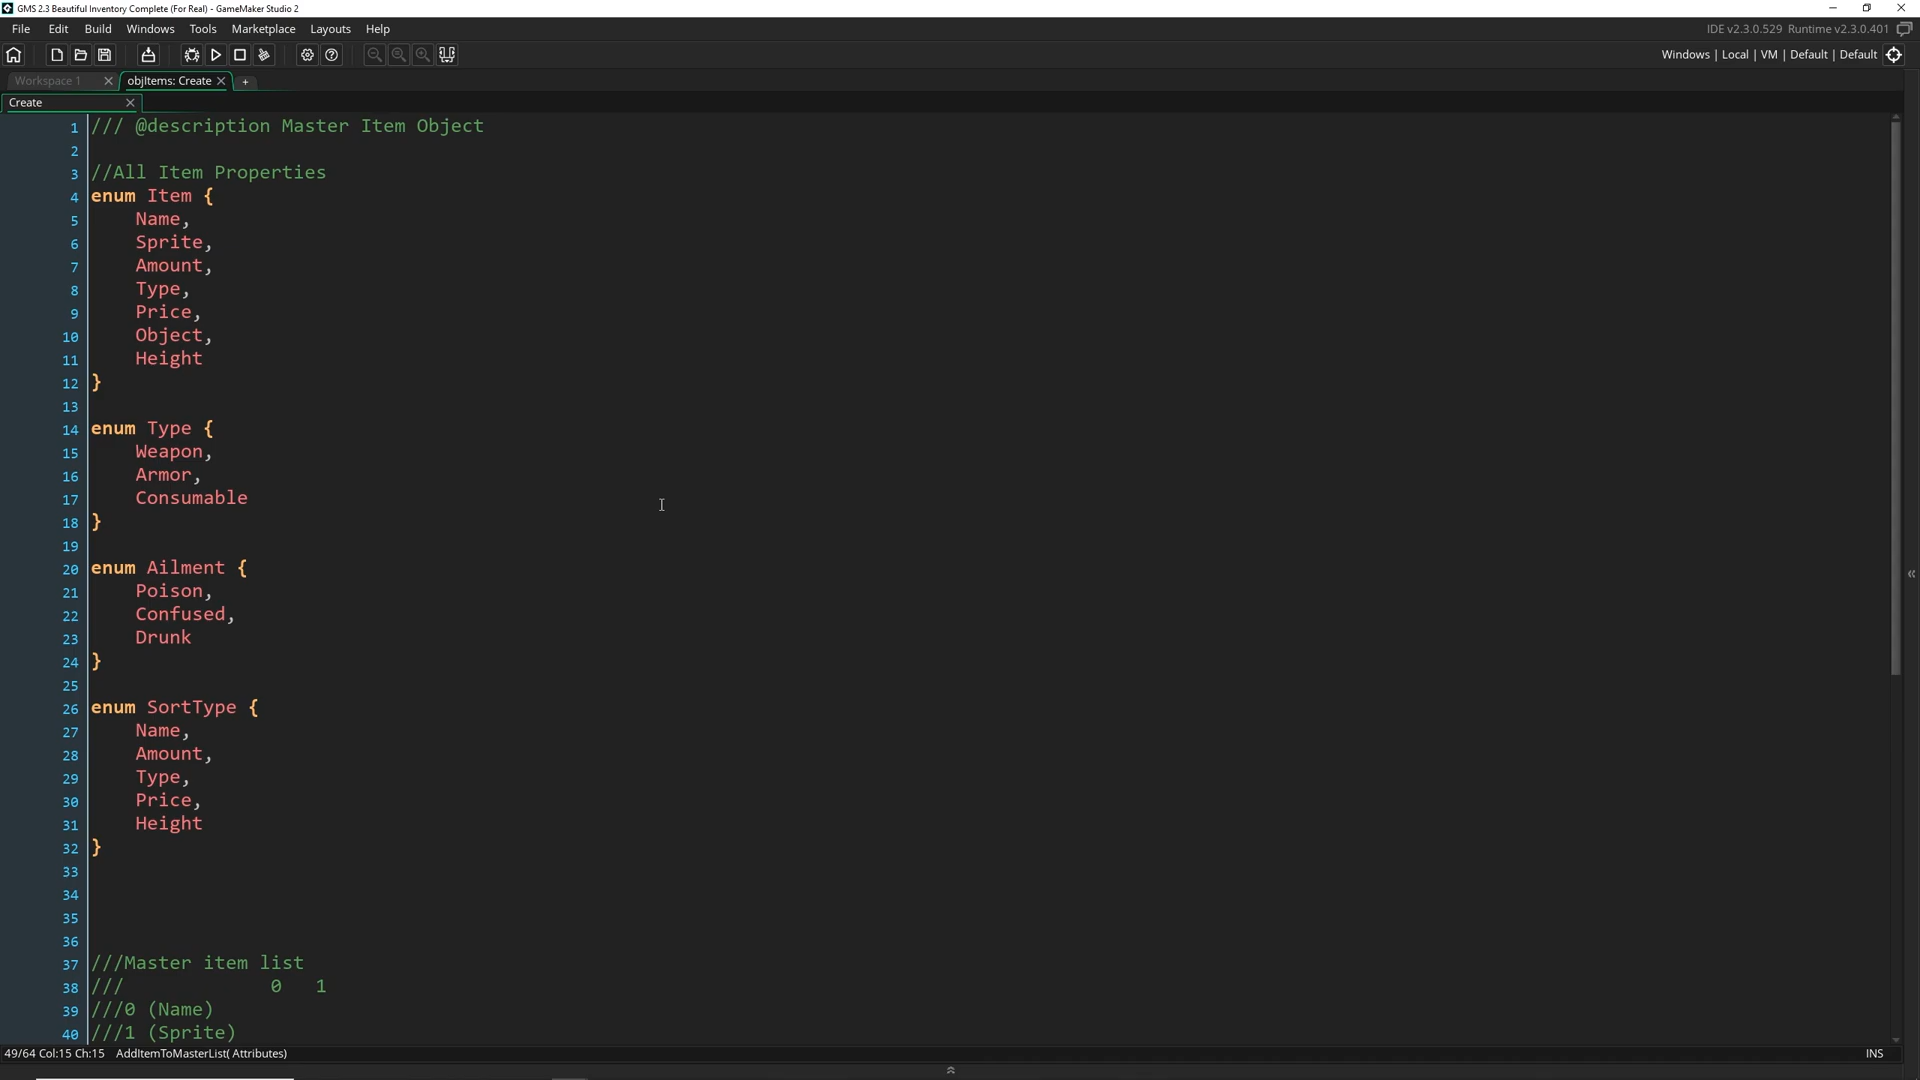 GMS 2.3 Beautiful Inventory Complete (For Real) - GameMaker Studio 2
File Edit Build Windows Tools Marketplace Layouts Help
IDE v2.3.0.529 Runtime v2.3.0.401
Windows | Local | VM | Default | Default
Workspace 1 objItems: Create +
Create
1 /// @description Master Item Object
2
3 //All Item Properties
4 enum Item {
5 Name,
6 Sprite,
7 Amount,
8 Type,
9 Price,
10 Object,
11 Height
12 }
13
14 enum Type {
15 Weapon,
16 Armor,
17 Consumable
18 }
19
20 enum Ailment {
21 Poison,
22 Confused,
23 Drunk
24 }
25
26 enum SortType {
27 Name,
28 Amount,
29 Type,
30 Price,
31 Height
32 }
33
34
35
36
37 ///Master item list
38 /// 0 1
39 ///0 (Name)
40 ///1 (Sprite)
49/64 Col:15 Ch:15 AddItemToMasterList( Attributes) INS